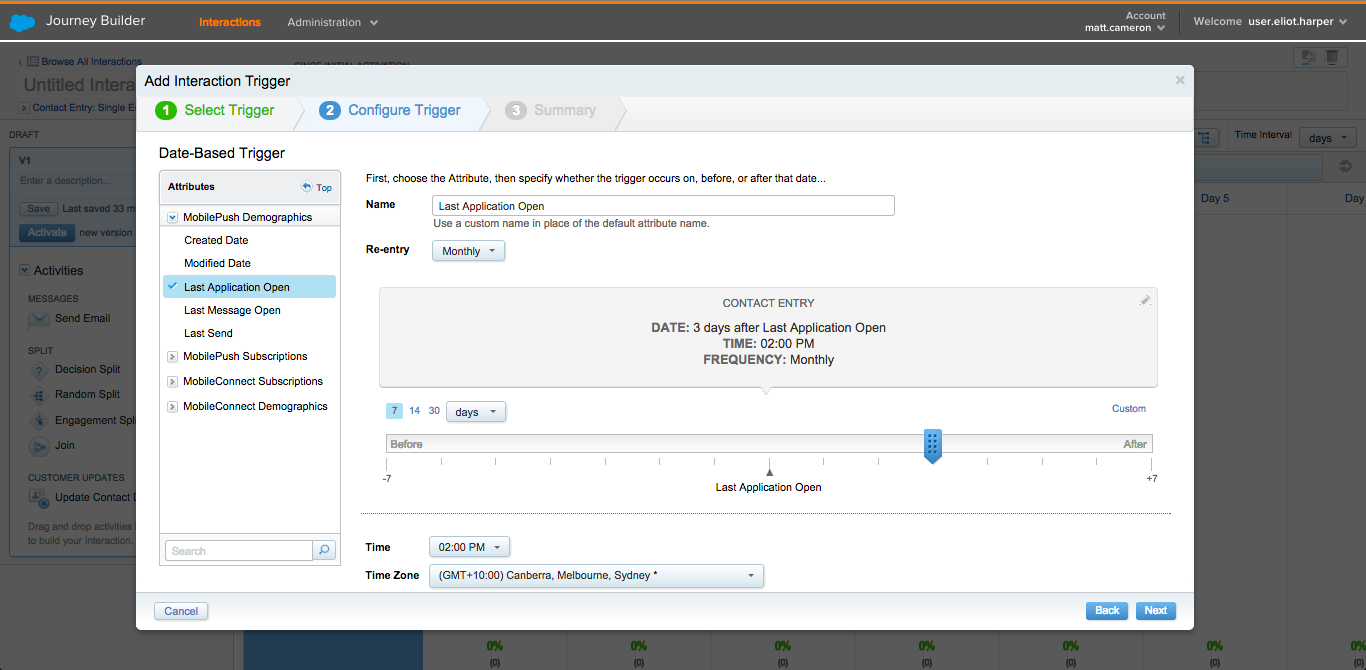 Journey Builder
Interactions
Administration
Account
matt.cameron
Welcome user.eliot.harper
Browse All Interactions
SINCE INITIAL ACTIVATION
Untitled Intera
Contact Entry: Single E
DRAFT
V1
Enter a description...
Save Last saved 33 m
Activate new version
Activities
MESSAGES
Send Email
SPLIT
Decision Split
Random Split
Engagement Spli
Join
CUSTOMER UPDATES
Update Contact D
Drag and drop activities
to build your Interaction.
Time Interval days
Day 5
Day
Add Interaction Trigger
1 Select Trigger
2 Configure Trigger
3 Summary
Date-Based Trigger
Attributes Top
MobilePush Demographics
Created Date
Modified Date
Last Application Open
Last Message Open
Last Send
MobilePush Subscriptions
MobileConnect Subscriptions
MobileConnect Demographics
Search
First, choose the Attribute, then specify whether the trigger occurs on, before, or after that date...
Name Last Application Open
Use a custom name in place of the default attribute name.
Re-entry Monthly
CONTACT ENTRY
DATE: 3 days after Last Application Open
TIME: 02:00 PM
FREQUENCY: Monthly
7 14 30 days
Custom
Before After
-7 +7
Last Application Open
Time 02:00 PM
Time Zone (GMT+10:00) Canberra, Melbourne, Sydney *
Cancel
Back Next
0% 0% 0% 0% 0% 0% 0%
(0) (0) (0) (0) (0) (0) (0)